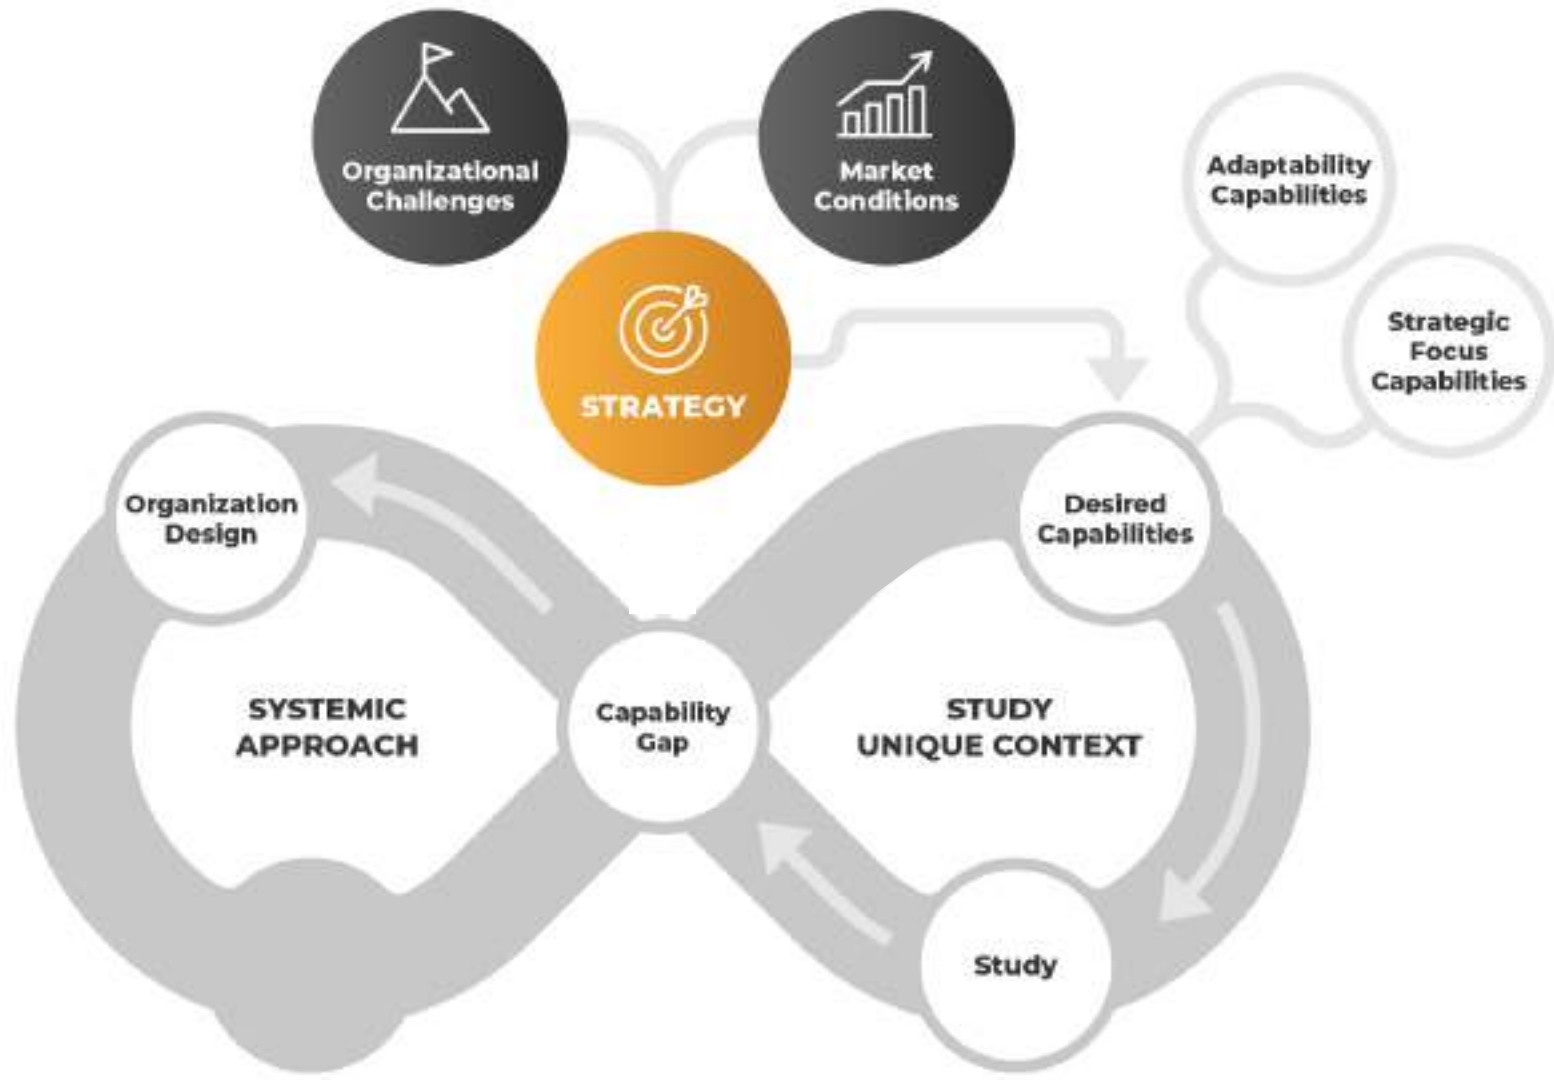 Organizational
Challenges
Market
Conditions
Adaptability
Capabilities
Strategic
Focus
Capabilities
STRATEGY
Organization
Design
Desired
Capabilities
SYSTEMIC
APPROACH
Capability
Gap
STUDY
UNIQUE CONTEXT
Study